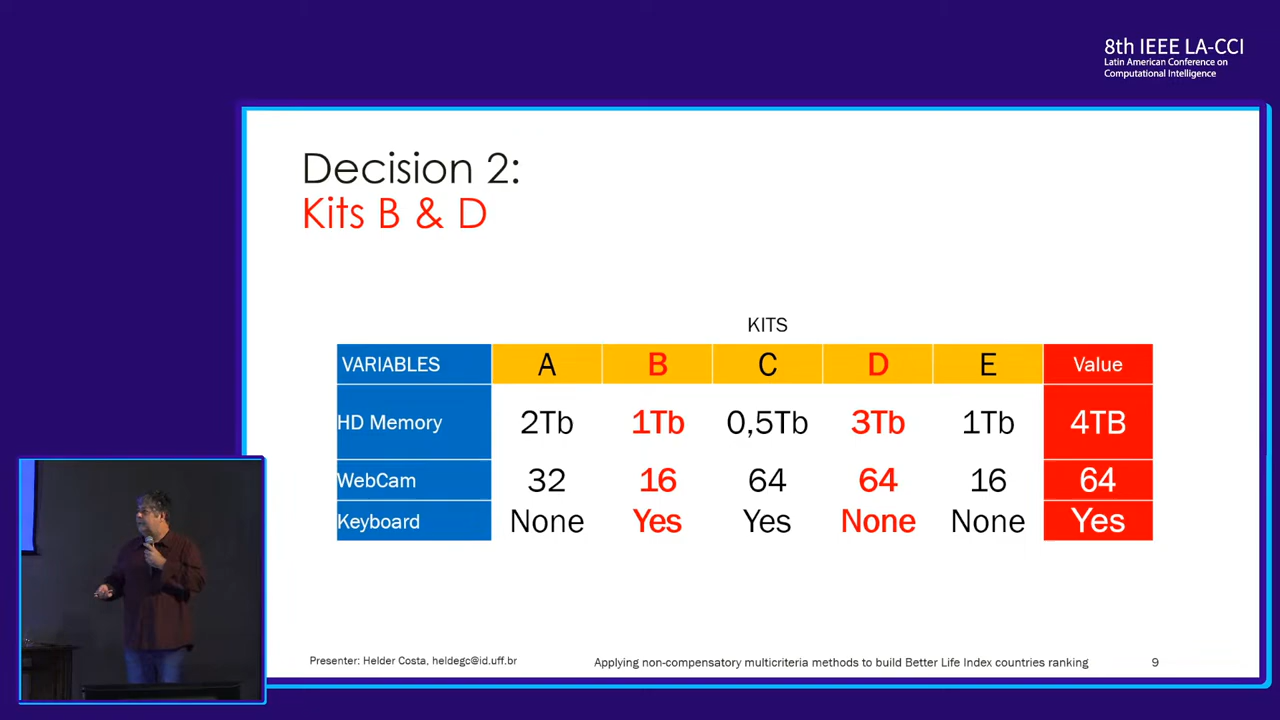 8th IEEE LA-CCI
Latin American Conference on
Computational Intelligence
Decision 2:
Kits B & D
KITS
VARIABLES A B C D E Value
HD Memory 2Tb 1Tb 0,5Tb 3Tb 1Tb 4TB
WebCam 32 16 64 64 16 64
Keyboard None Yes Yes None None Yes
Presenter: Helder Costa, heldegc@id.uff.br Applying non-compensatory multicriteria methods to build Better Life Index countries ranking 9